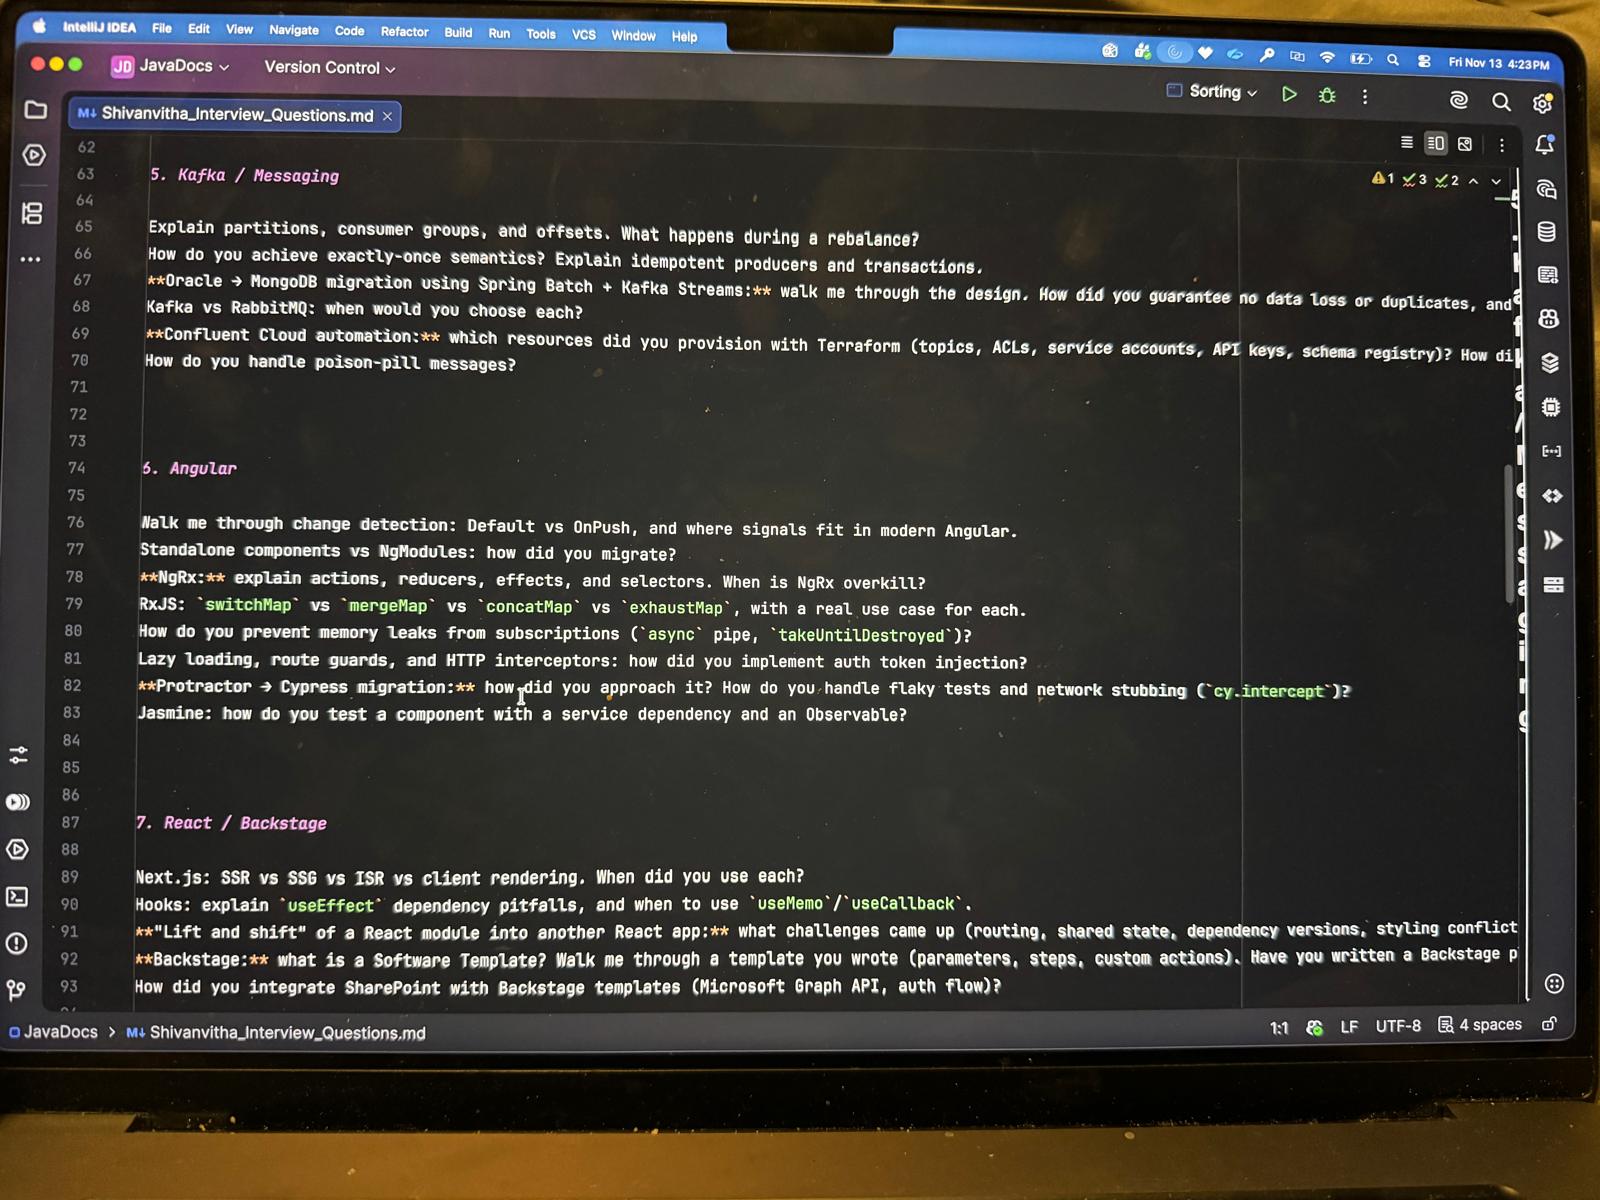 IntelliJ IDEA File Edit View Navigate Code Refactor Build Run Tools VCS Window Help Fri Nov 13 4:23 PM
JD JavaDocs Version Control Sorting
M↓ Shivanvitha_Interview_Questions.md ×
62
63 5. Kafka / Messaging 1 3 2
64
65 Explain partitions, consumer groups, and offsets. What happens during a rebalance?
66 How do you achieve exactly-once semantics? Explain idempotent producers and transactions.
67 **Oracle → MongoDB migration using Spring Batch + Kafka Streams:** walk me through the design. How did you guarantee no data loss or duplicates, and
68 Kafka vs RabbitMQ: when would you choose each?
69 **Confluent Cloud automation:** which resources did you provision with Terraform (topics, ACLs, service accounts, API keys, schema registry)? How di
70 How do you handle poison-pill messages?
71
72
73
74 6. Angular
75
76 Walk me through change detection: Default vs OnPush, and where signals fit in modern Angular.
77 Standalone components vs NgModules: how did you migrate?
78 **NgRx:** explain actions, reducers, effects, and selectors. When is NgRx overkill?
79 RxJS: `switchMap` vs `mergeMap` vs `concatMap` vs `exhaustMap`, with a real use case for each.
80 How do you prevent memory leaks from subscriptions (`async` pipe, `takeUntilDestroyed`)?
81 Lazy loading, route guards, and HTTP interceptors: how did you implement auth token injection?
82 **Protractor → Cypress migration:** how did you approach it? How do you handle flaky tests and network stubbing (`cy.intercept`)?
83 Jasmine: how do you test a component with a service dependency and an Observable?
84
85
86
87 7. React / Backstage
88
89 Next.js: SSR vs SSG vs ISR vs client rendering. When did you use each?
90 Hooks: explain `useEffect` dependency pitfalls, and when to use `useMemo`/`useCallback`.
91 **"Lift and shift" of a React module into another React app:** what challenges came up (routing, shared state, dependency versions, styling conflict
92 **Backstage:** what is a Software Template? Walk me through a template you wrote (parameters, steps, custom actions). Have you written a Backstage p
93 How did you integrate SharePoint with Backstage templates (Microsoft Graph API, auth flow)?
JavaDocs > M↓ Shivanvitha_Interview_Questions.md 1:1 LF UTF-8 4 spaces